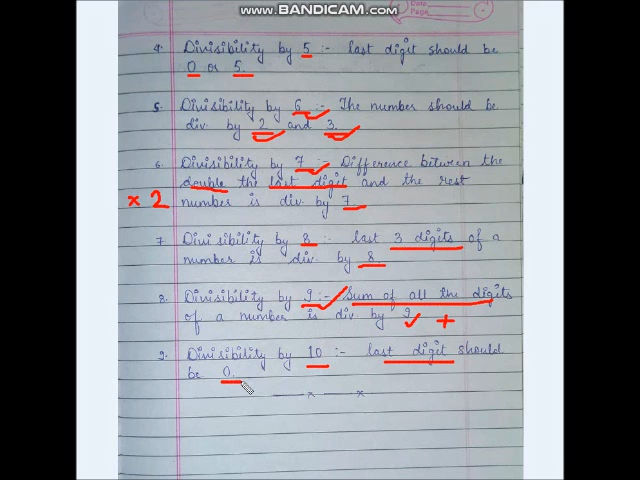 www.BANDICAM.com
Date
Page
4. Divisibility by 5 :- last digit should be
0 or 5.
5. Divisibility by 6 :- The number should be
div. by 2 and 3.
6. Divisibility by 7 :- Difference between the
double the last digit and the rest
× 2 number is div. by 7.
7. Divisibility by 8 :- last 3 digits of a
number is div. by 8.
8. Divisibility by 9 :- Sum of all the digits
of a number is div. by 9 +
9. Divisibility by 10 :- last digit should
be 0.